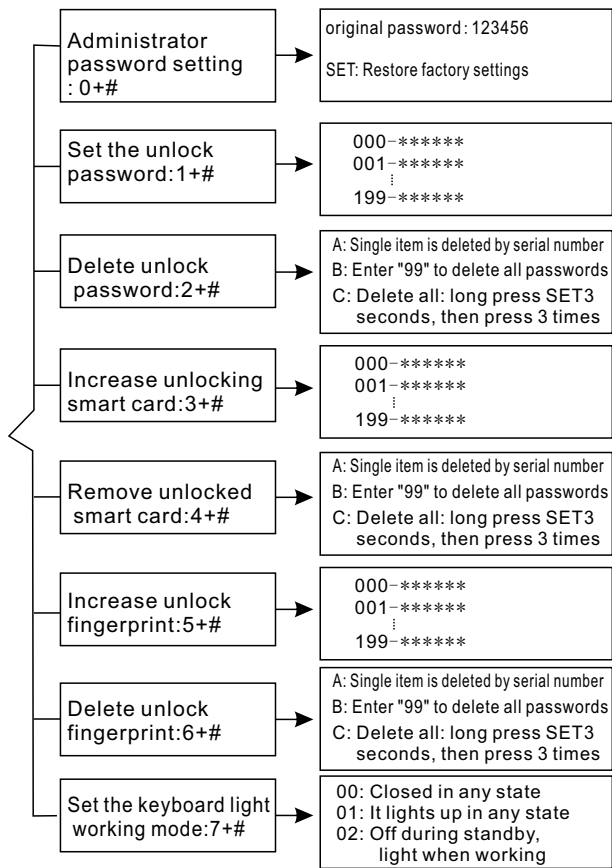 Administrator
password setting
: 0+#
original password: 123456
SET: Restore factory settings
Set the unlock
password:1+#
000-******
001-******
⁞
199-******
Delete unlock
password:2+#
A: Single item is deleted by serial number
B: Enter "99" to delete all passwords
C: Delete all: long press SET3
seconds, then press 3 times
Increase unlocking
smart card:3+#
000-******
001-******
⁞
199-******
Remove unlocked
smart card:4+#
A: Single item is deleted by serial number
B: Enter "99" to delete all passwords
C: Delete all: long press SET3
seconds, then press 3 times
Increase unlock
fingerprint:5+#
000-******
001-******
⁞
199-******
Delete unlock
fingerprint:6+#
A: Single item is deleted by serial number
B: Enter "99" to delete all passwords
C: Delete all: long press SET3
seconds, then press 3 times
Set the keyboard light
working mode:7+#
00: Closed in any state
01: It lights up in any state
02: Off during standby,
light when working